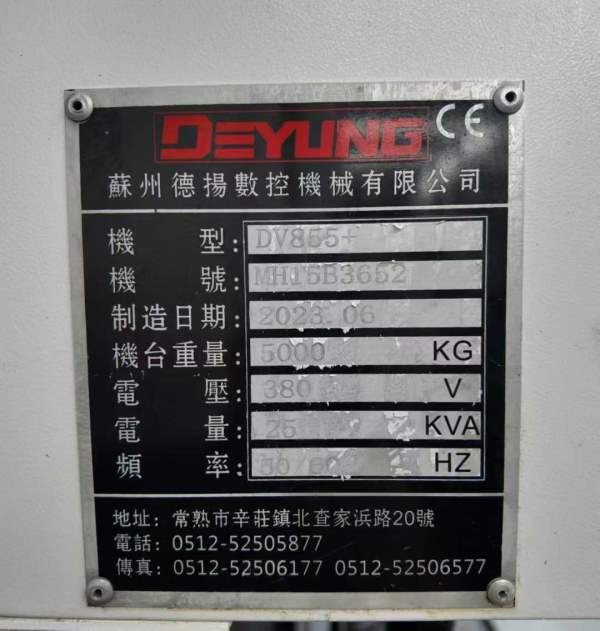 DEYUNG CE
蘇州德揚數控機械有限公司
機 型: DV855+
機 號: MH15B3652
制造日期: 2023.06
機台重量: 5000 KG
電 壓: 380 V
電 量: 25 KVA
頻 率: 50/60 HZ
地址: 常熟市辛莊鎮北查家浜路20號
電話: 0512-52505877
傳真: 0512-52506177 0512-52506577